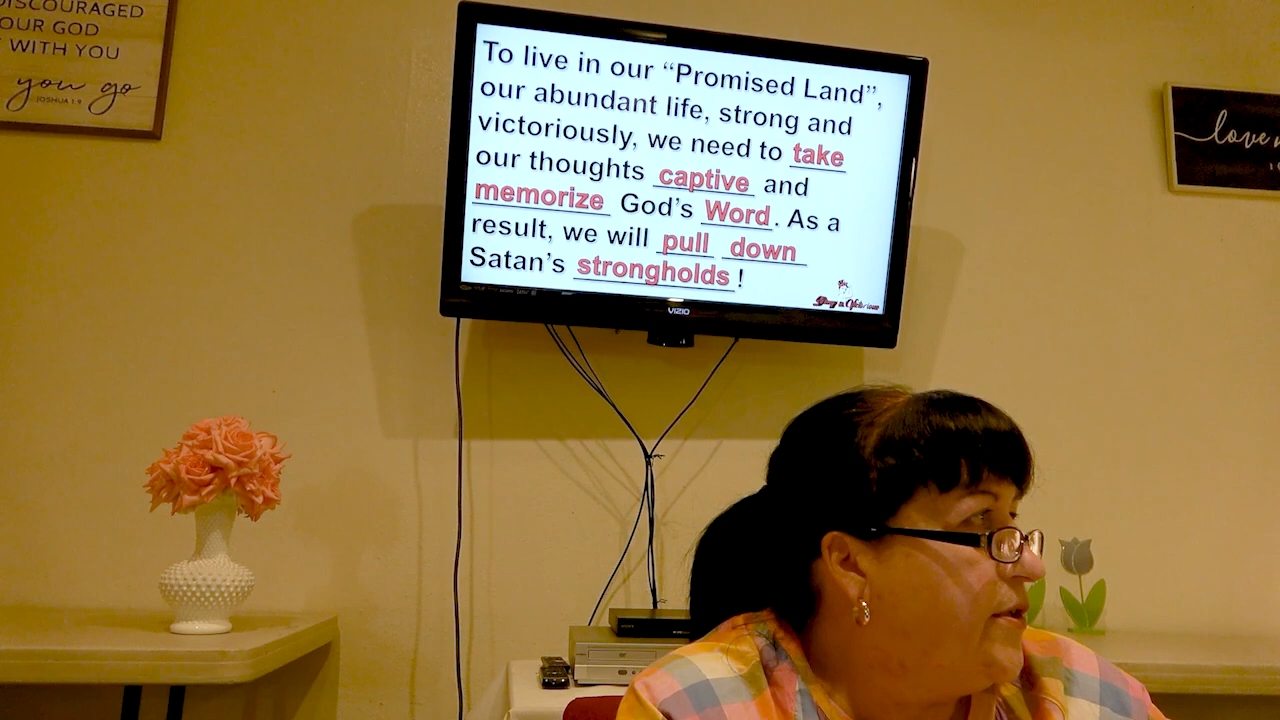 DISCOURAGED
OUR GOD
WITH YOU
you go
JOSHUA 1:9
To live in our “Promised Land”,
our abundant life, strong and
victoriously, we need to take
our thoughts captive and
memorize God’s Word. As a
result, we will pull down
Satan’s strongholds!
VIZIO
love